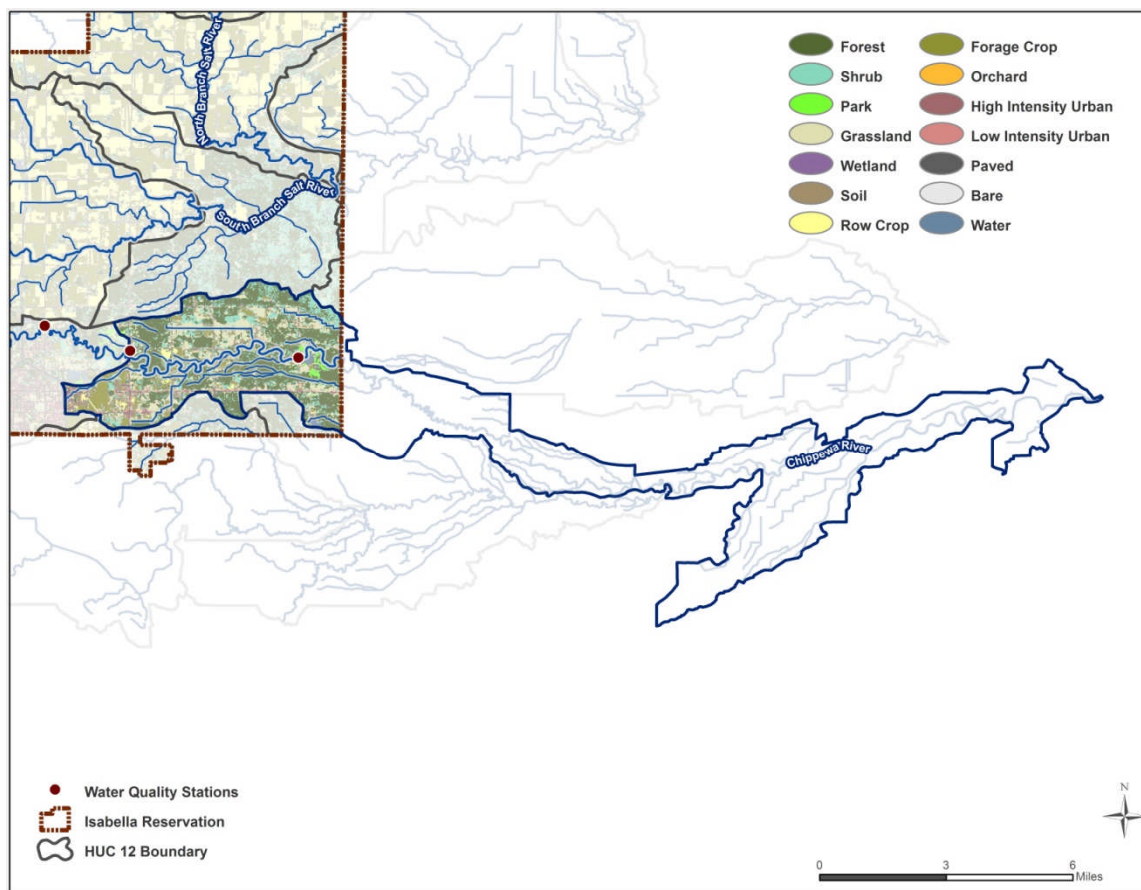 North Branch Salt River
South Branch Salt River
Chippewa River
Forest
Shrub
Park
Grassland
Wetland
Soil
Row Crop
Forage Crop
Orchard
High Intensity Urban
Low Intensity Urban
Paved
Bare
Water
Water Quality Stations
Isabella Reservation
HUC 12 Boundary
N
0 3 6
Miles